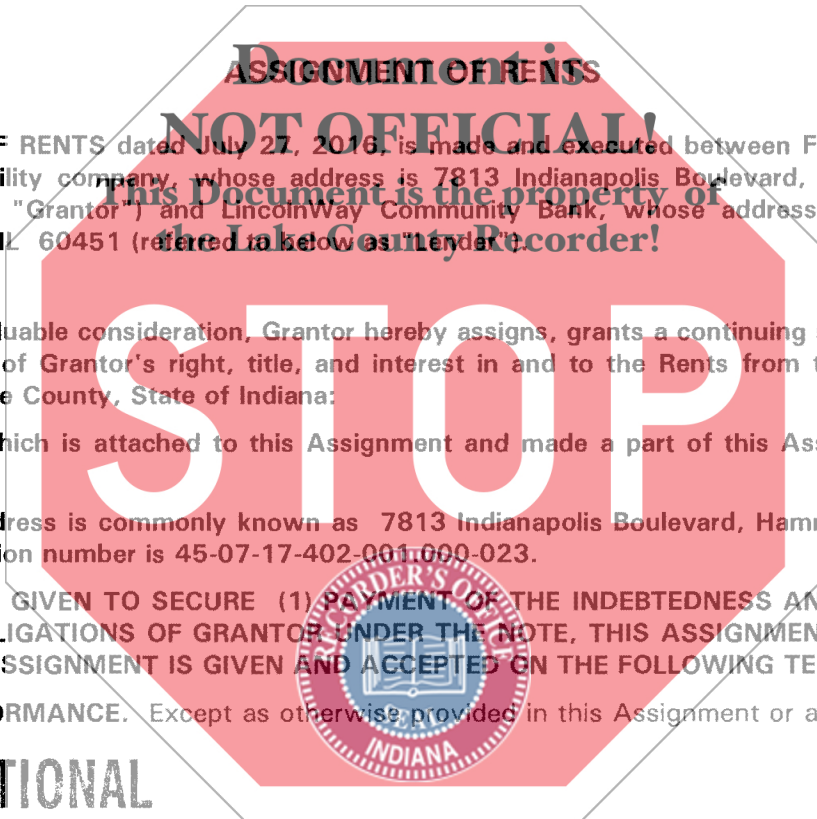 Document is
ASSIGNMENT OF RENTS
NOT OFFICIAL!
F RENTS dated July 27, 2016, is made and executed between F
ility company, whose address is 7813 Indianapolis Boulevard,
This Document is the property of
"Grantor") and LincolnWay Community Bank, whose address
the Lake County Recorder!
L 60451 (referred to below as "Lender").
luable consideration, Grantor hereby assigns, grants a continuing s
of Grantor's right, title, and interest in and to the Rents from t
e County, State of Indiana:
hich is attached to this Assignment and made a part of this Ass
STOP
dress is commonly known as 7813 Indianapolis Boulevard, Hamm
ion number is 45-07-17-402-001.000-023.
GIVEN TO SECURE (1) PAYMENT OF THE INDEBTEDNESS AN
LIGATIONS OF GRANTOR UNDER THE NOTE, THIS ASSIGNMEN
SSIGNMENT IS GIVEN AND ACCEPTED ON THE FOLLOWING TE
RECORDER'S OFFICE
SEAL
INDIANA
ORMANCE. Except as otherwise provided in this Assignment or a
TIONAL